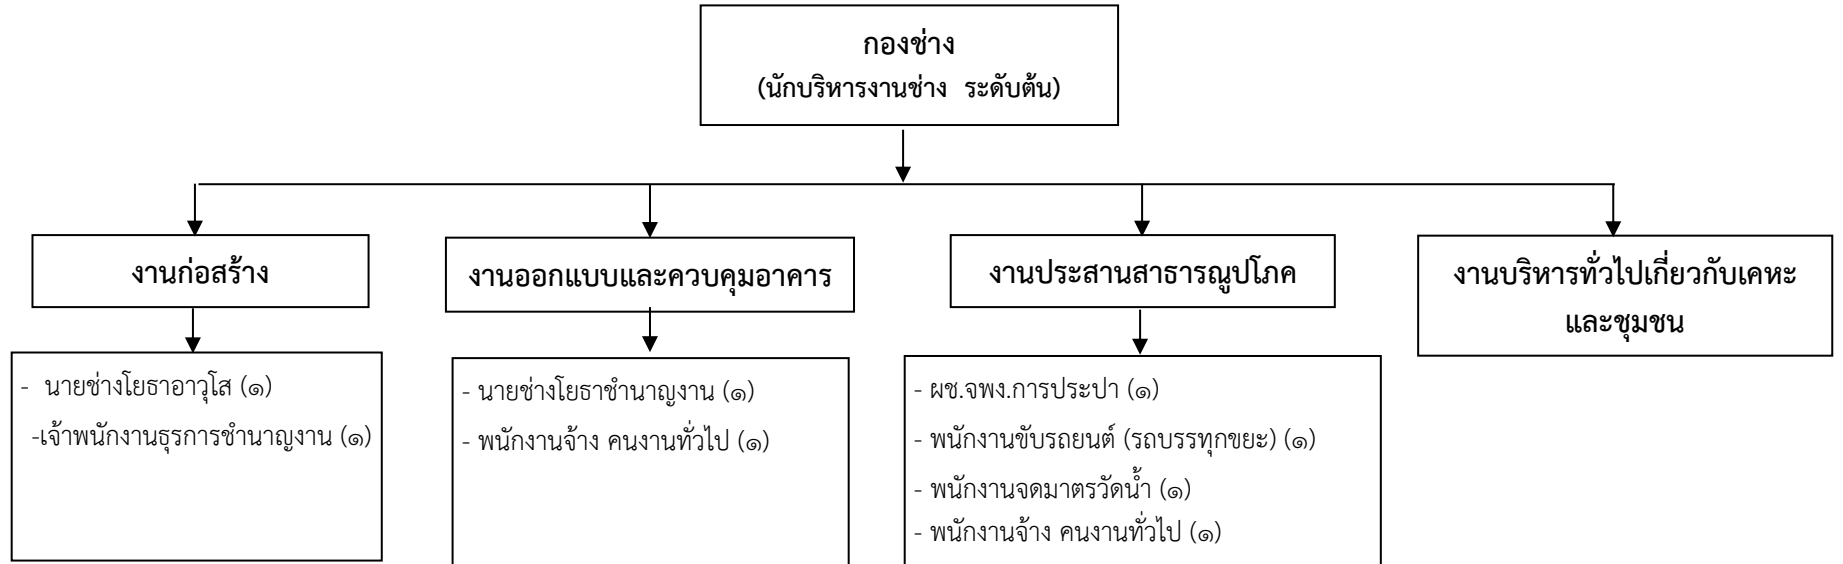 กองช่าง
(นักบริหารงานช่าง ระดับต้น)
งานก่อสร้าง
งานออกแบบและควบคุมอาคาร
งานประสานสาธารณูปโภค
งานบริหารทั่วไปเกี่ยวกับเคหะ
และชุมชน
- นายช่างโยธาอาวุโส (๑)
-เจ้าพนักงานธุรการชำนาญงาน (๑)
- นายช่างโยธาชำนาญงาน (๑)
- พนักงานจ้าง คนงานทั่วไป (๑)
- ผช.จพง.การประปา (๑)
- พนักงานขับรถยนต์ (รถบรรทุกขยะ) (๑)
- พนักงานจดมาตรวัดน้ำ (๑)
- พนักงานจ้าง คนงานทั่วไป (๑)